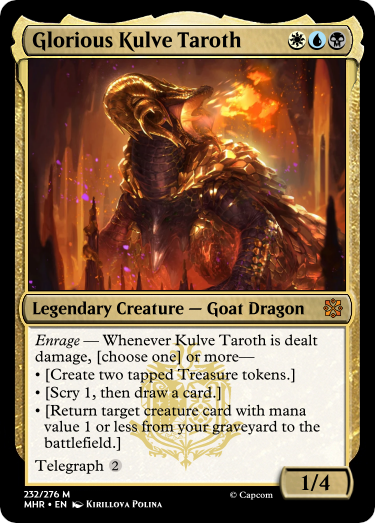 Glorious Kulve Taroth
Legendary Creature — Goat Dragon
Enrage — Whenever Kulve Taroth is dealt
damage, [choose one] or more—
• [Create two tapped Treasure tokens.]
• [Scry 1, then draw a card.]
• [Return target creature card with mana
value 1 or less from your graveyard to the
battlefield.]
Telegraph 2
1/4
232/276 M
MHR • EN Kirillova Polina
© Capcom